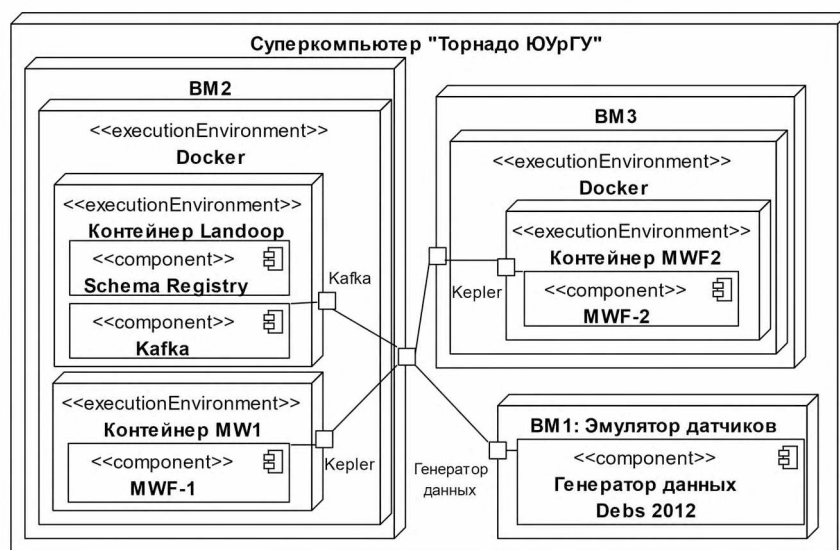 Суперкомпьютер "Торнадо ЮУрГУ"
ВМ2
<<executionEnvironment>>
Docker
<<executionEnvironment>>
Контейнер Landoop
<<component>>
Schema Registry
<<component>>
Kafka
Kafka
<<executionEnvironment>>
Контейнер MW1
<<component>>
MWF-1
Kepler
ВМ3
<<executionEnvironment>>
Docker
<<executionEnvironment>>
Контейнер MWF2
Kepler
<<component>>
MWF-2
ВМ1: Эмулятор датчиков
Генератор
данных
<<component>>
Генератор данных
Debs 2012